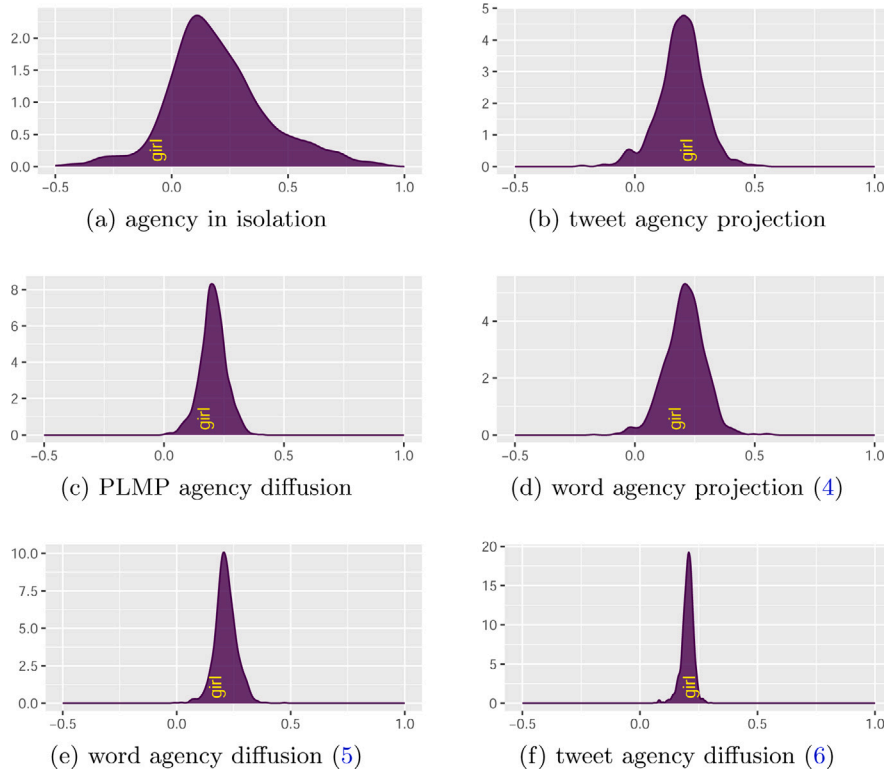 2.0
1.5
1.0
0.5
0.0
girl
−0.5 0.0 0.5 1.0
(a) agency in isolation
5
4
3
2
1
0
girl
−0.5 0.0 0.5 1.0
(b) tweet agency projection
8
6
4
2
0
girl
−0.5 0.0 0.5 1.0
(c) PLMP agency diffusion
4
2
0
girl
−0.5 0.0 0.5 1.0
(d) word agency projection (4)
10.0
7.5
5.0
2.5
0.0
girl
−0.5 0.0 0.5 1.0
(e) word agency diffusion (5)
20
15
10
5
0
girl
−0.5 0.0 0.5 1.0
(f) tweet agency diffusion (6)